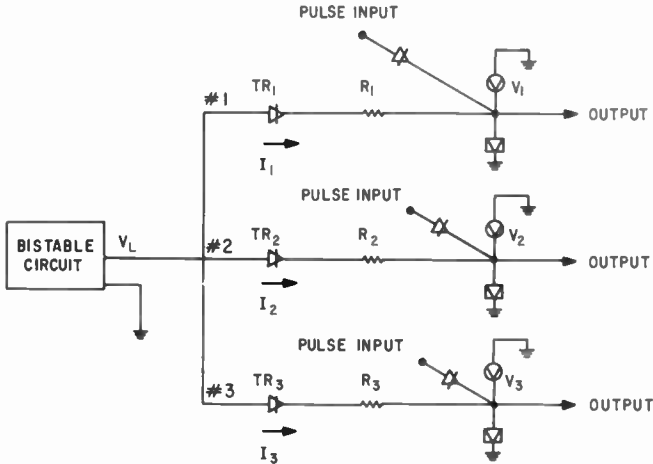 PULSE INPUT
#1
TR1
R1
V1
OUTPUT
I1
PULSE INPUT
BISTABLE
CIRCUIT
VL
#2
TR2
R2
V2
OUTPUT
I2
PULSE INPUT
#3
TR3
R3
V3
OUTPUT
I3